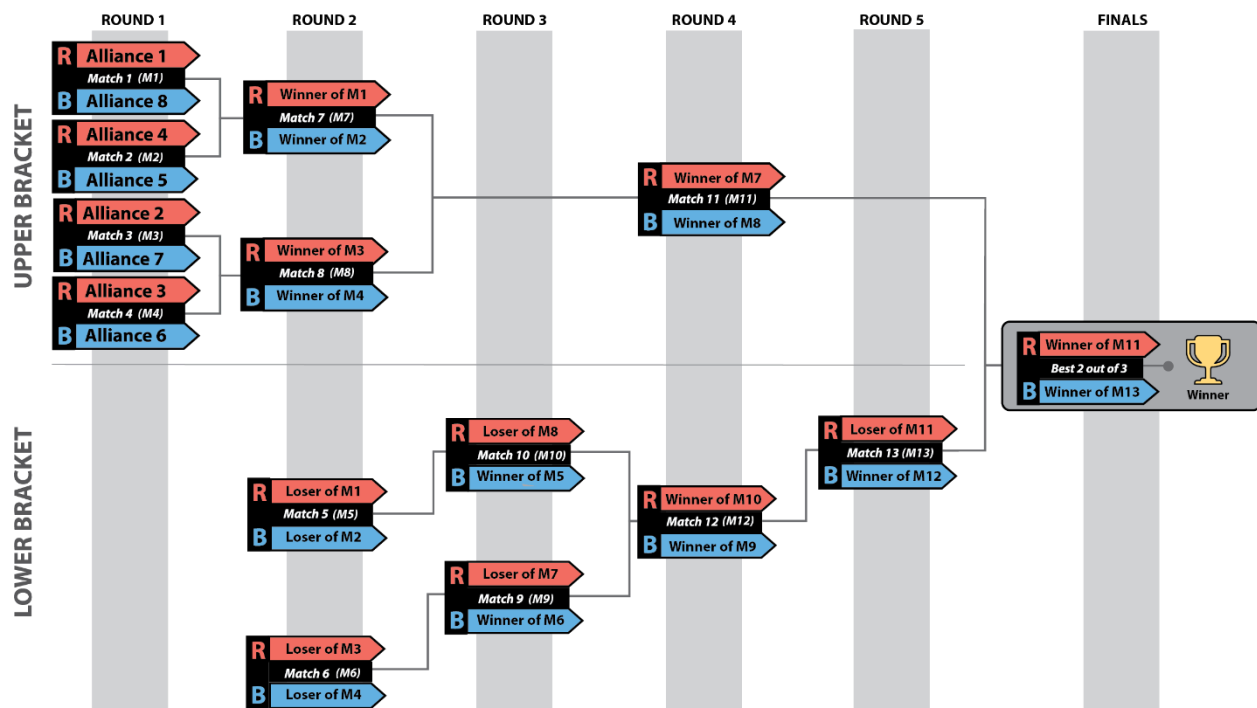 ROUND 1
ROUND 2
ROUND 3
ROUND 4
ROUND 5
FINALS
UPPER BRACKET
R Alliance 1
Match 1 (M1)
B Alliance 8
R Alliance 4
Match 2 (M2)
B Alliance 5
R Alliance 2
Match 3 (M3)
B Alliance 7
R Alliance 3
Match 4 (M4)
B Alliance 6
R Winner of M1
Match 7 (M7)
B Winner of M2
R Winner of M3
Match 8 (M8)
B Winner of M4
R Winner of M7
Match 11 (M11)
B Winner of M8
R Winner of M11
Best 2 out of 3
B Winner of M13
Winner
LOWER BRACKET
R Loser of M1
Match 5 (M5)
B Loser of M2
R Loser of M3
Match 6 (M6)
B Loser of M4
R Loser of M8
Match 10 (M10)
B Winner of M5
R Loser of M7
Match 9 (M9)
B Winner of M6
R Winner of M10
Match 12 (M12)
B Winner of M9
R Loser of M11
Match 13 (M13)
B Winner of M12